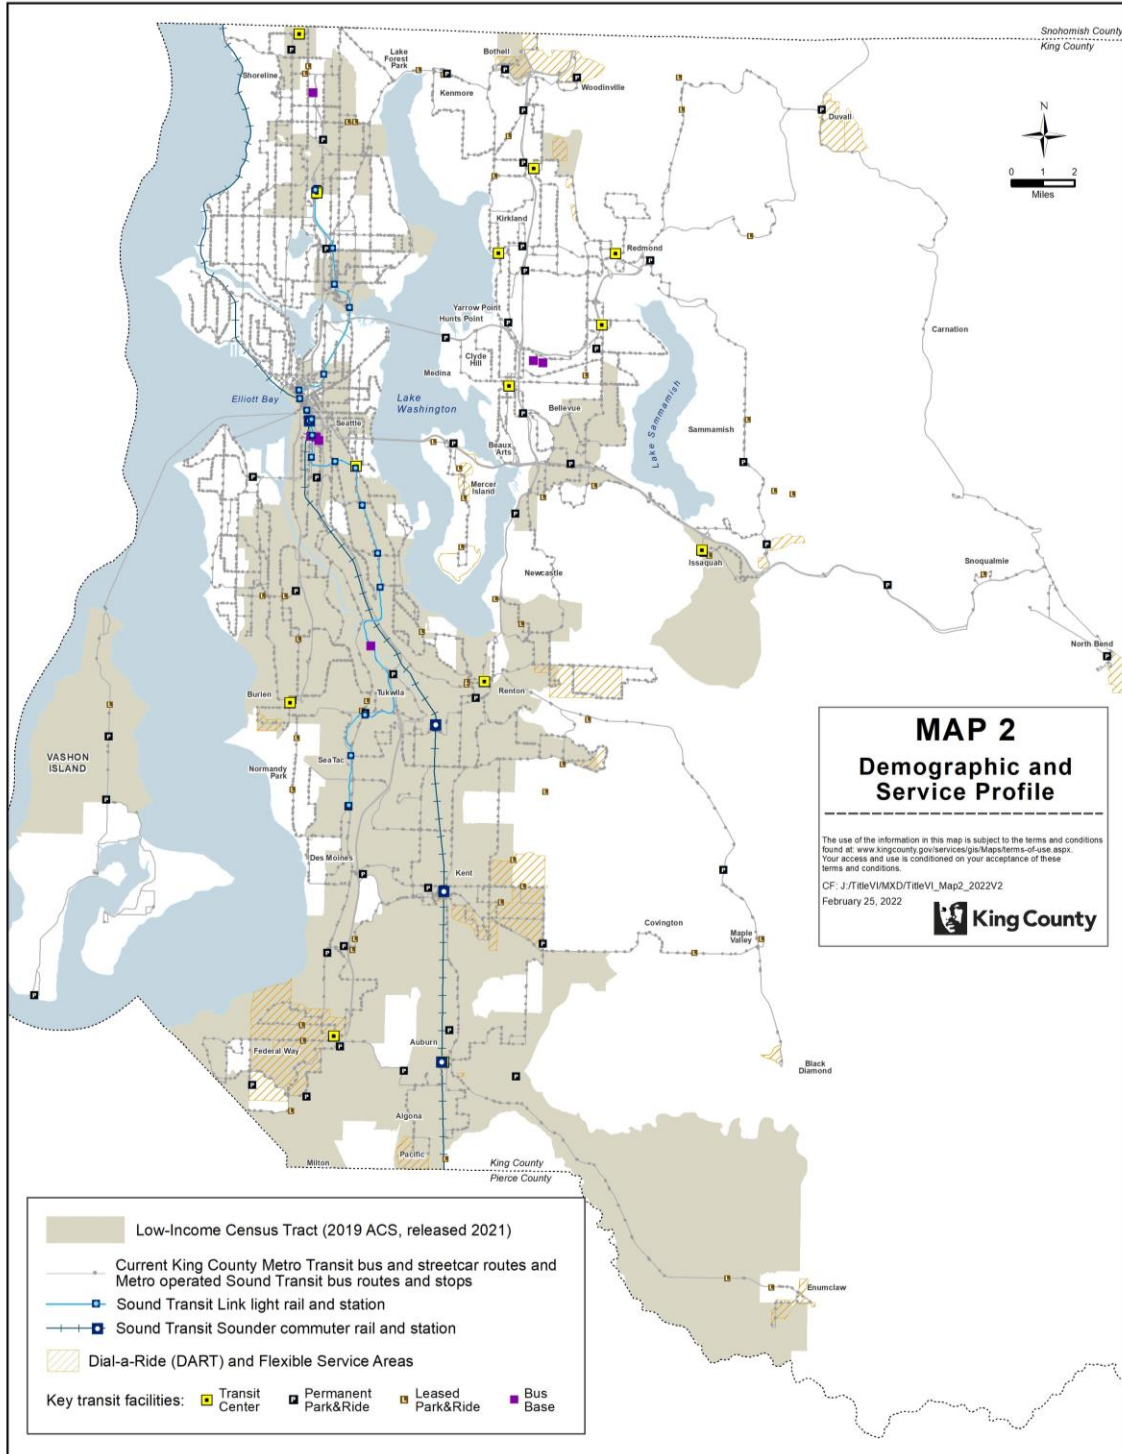 Snohomish County
King County
Lake
Forest
Park
Bothell
Shoreline
Kenmore
Woodinville
Duvall
N
0 1 2
Miles
Kirkland
Redmond
Yarrow Point
Hunts Point
Carnation
Clyde
Hill
Medina
Elliott Bay
Lake
Washington
Lake Sammamish
Bellevue
Seattle
Sammamish
Beaux
Arts
Mercer
Island
Issaquah
Newcastle
Snoqualmie
North Bend
Burien
Tukwila
Renton
VASHON
ISLAND
Normandy
Park
SeaTac
MAP 2
Demographic and
Service Profile
The use of the information in this map is subject to the terms and conditions
found at: www.kingcounty.gov/services/gis/Maps/terms-of-use.aspx.
Your access and use is conditioned on your acceptance of these
terms and conditions.
CF: J:/TitleVI/MXD/TitleVI_Map2_2022V2
February 25, 2022
King County
Des Moines
Kent
Covington
Maple
Valley
Federal Way
Auburn
Black
Diamond
Algona
Pacific
Milton
King County
Pierce County
Enumclaw
Low-Income Census Tract (2019 ACS, released 2021)
Current King County Metro Transit bus and streetcar routes and
Metro operated Sound Transit bus routes and stops
Sound Transit Link light rail and station
Sound Transit Sounder commuter rail and station
Dial-a-Ride (DART) and Flexible Service Areas
Key transit facilities:
Transit
Center
P
Permanent
Park&Ride
L
Leased
Park&Ride
Bus
Base